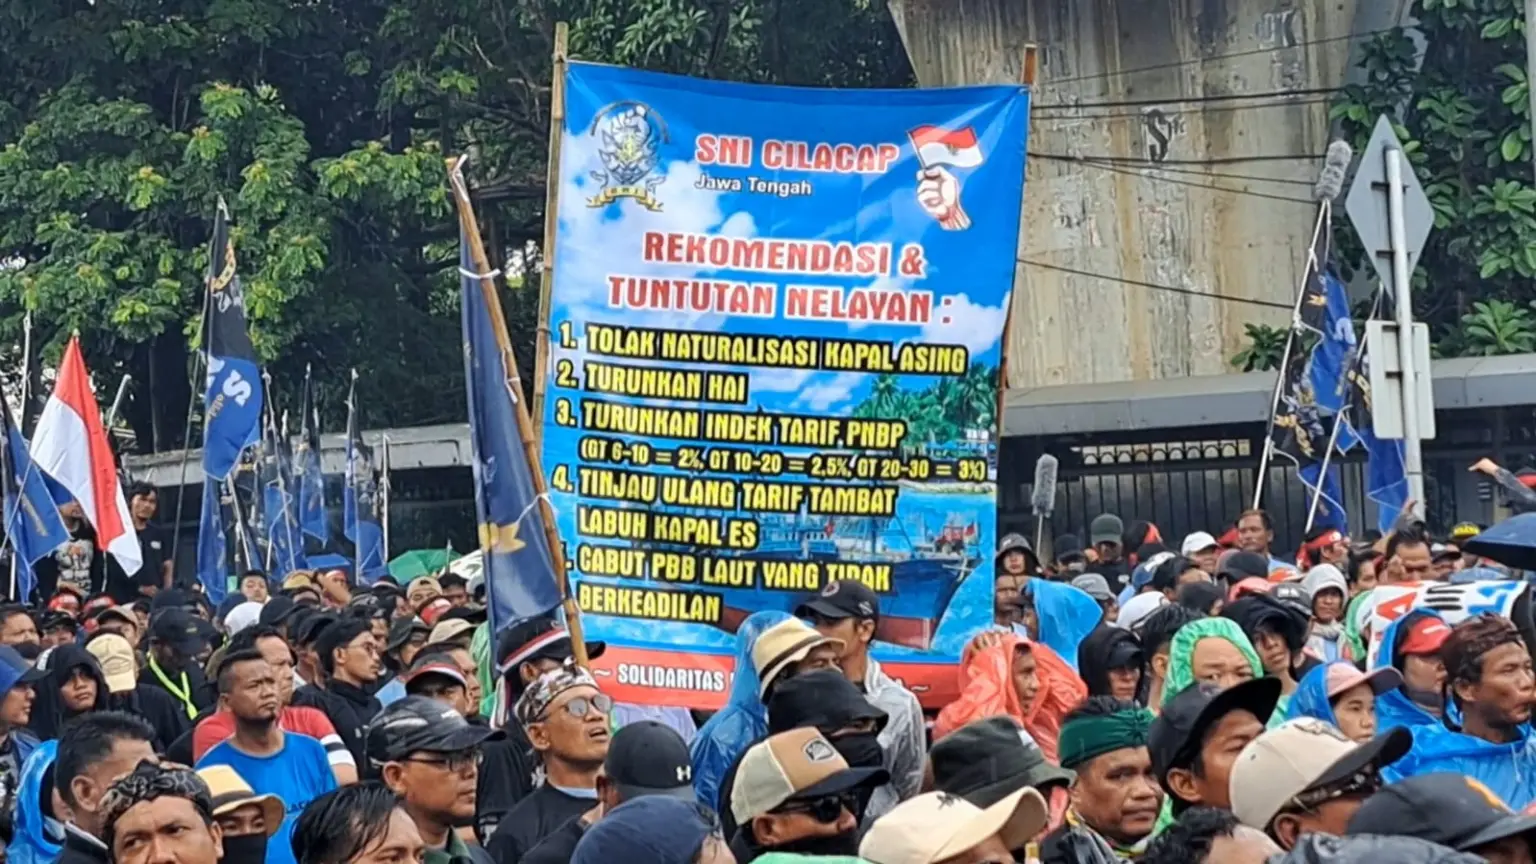 SNI CILACAP
Jawa Tengah
REKOMENDASI &
TUNTUTAN NELAYAN :
1. TOLAK NATURALISASI KAPAL ASING
2. TURUNKAN HAI
3. TURUNKAN INDEK TARIF PNBP
(GT 6-10 = 2%, GT 10-20 = 2,5%, GT 20-30 = 3%)
4. TINJAU ULANG TARIF TAMBAT
LABUH KAPAL ES
. CABUT PBB LAUT YANG TIDAK
BERKEADILAN
~ SOLIDARITAS